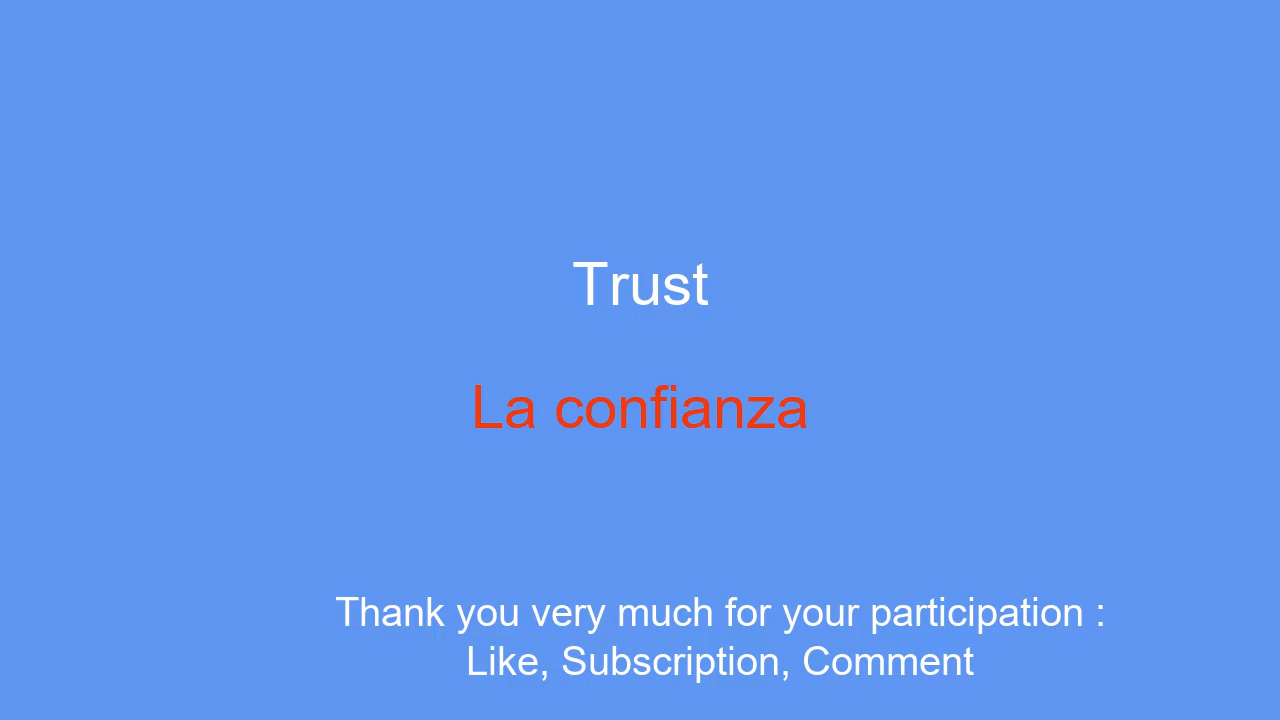 Trust
La confianza
Thank you very much for your participation :
Like, Subscription, Comment